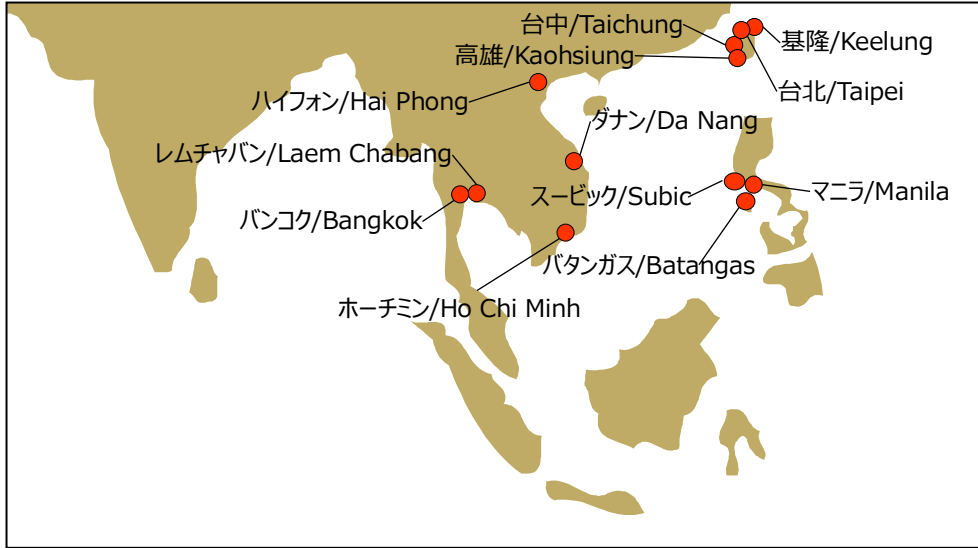 台中/Taichung
基隆/Keelung
高雄/Kaohsiung
台北/Taipei
ハイフォン/Hai Phong
ダナン/Da Nang
レムチャバン/Laem Chabang
スービック/Subic
マニラ/Manila
バンコク/Bangkok
バタンガス/Batangas
ホーチミン/Ho Chi Minh